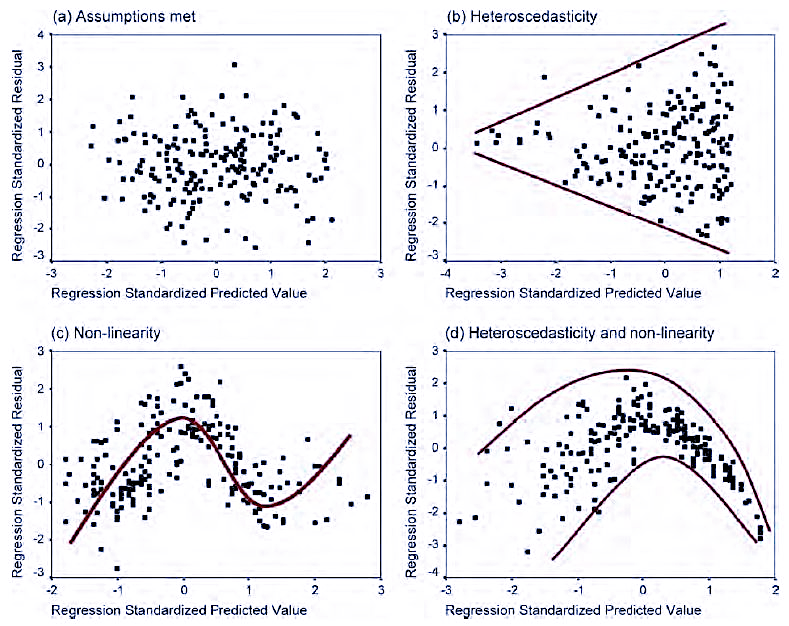 (a) Assumptions met
Regression Standardized Residual
4
3
2
1
0
-1
-2
-3
-3 -2 -1 0 1 2 3
Regression Standardized Predicted Value
(b) Heteroscedasticity
Regression Standardized Residual
3
2
1
0
-1
-2
-3
-4 -3 -2 -1 0 1 2
Regression Standardized Predicted Value
(c) Non-linearity
Regression Standardized Residual
3
2
1
0
-1
-2
-3
-2 -1 0 1 2 3
Regression Standardized Predicted Value
(d) Heteroscedasticity and non-linearity
Regression Standardized Residual
3
2
1
0
-1
-2
-3
-4
-3 -2 -1 0 1 2
Regression Standardized Predicted Value